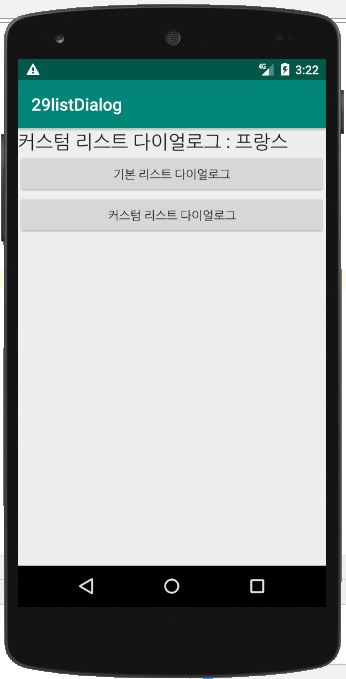 4G 3:22
29listDialog
커스텀 리스트 다이얼로그 : 프랑스
기본 리스트 다이얼로그
커스텀 리스트 다이얼로그